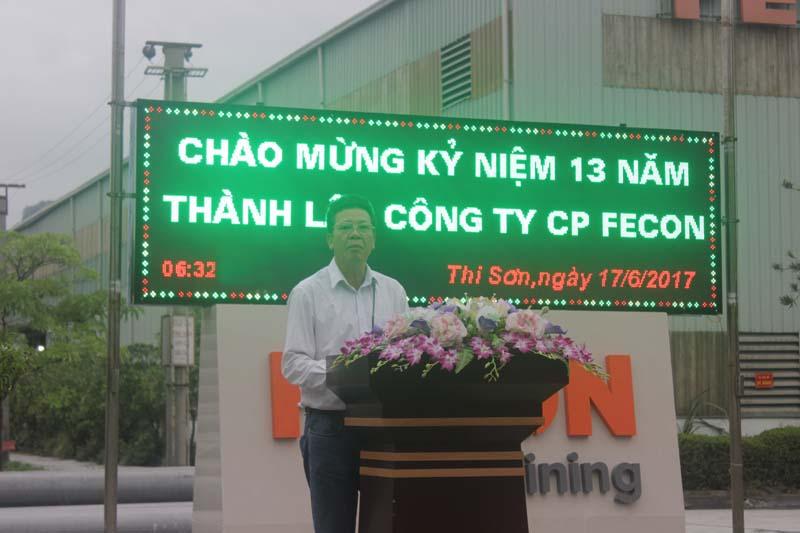 CHÀO MỪNG KỶ NIỆM 13 NĂM
THÀNH CÔNG TY CP FECON
06:32
Thi Sơn,ngày 17/6/2017